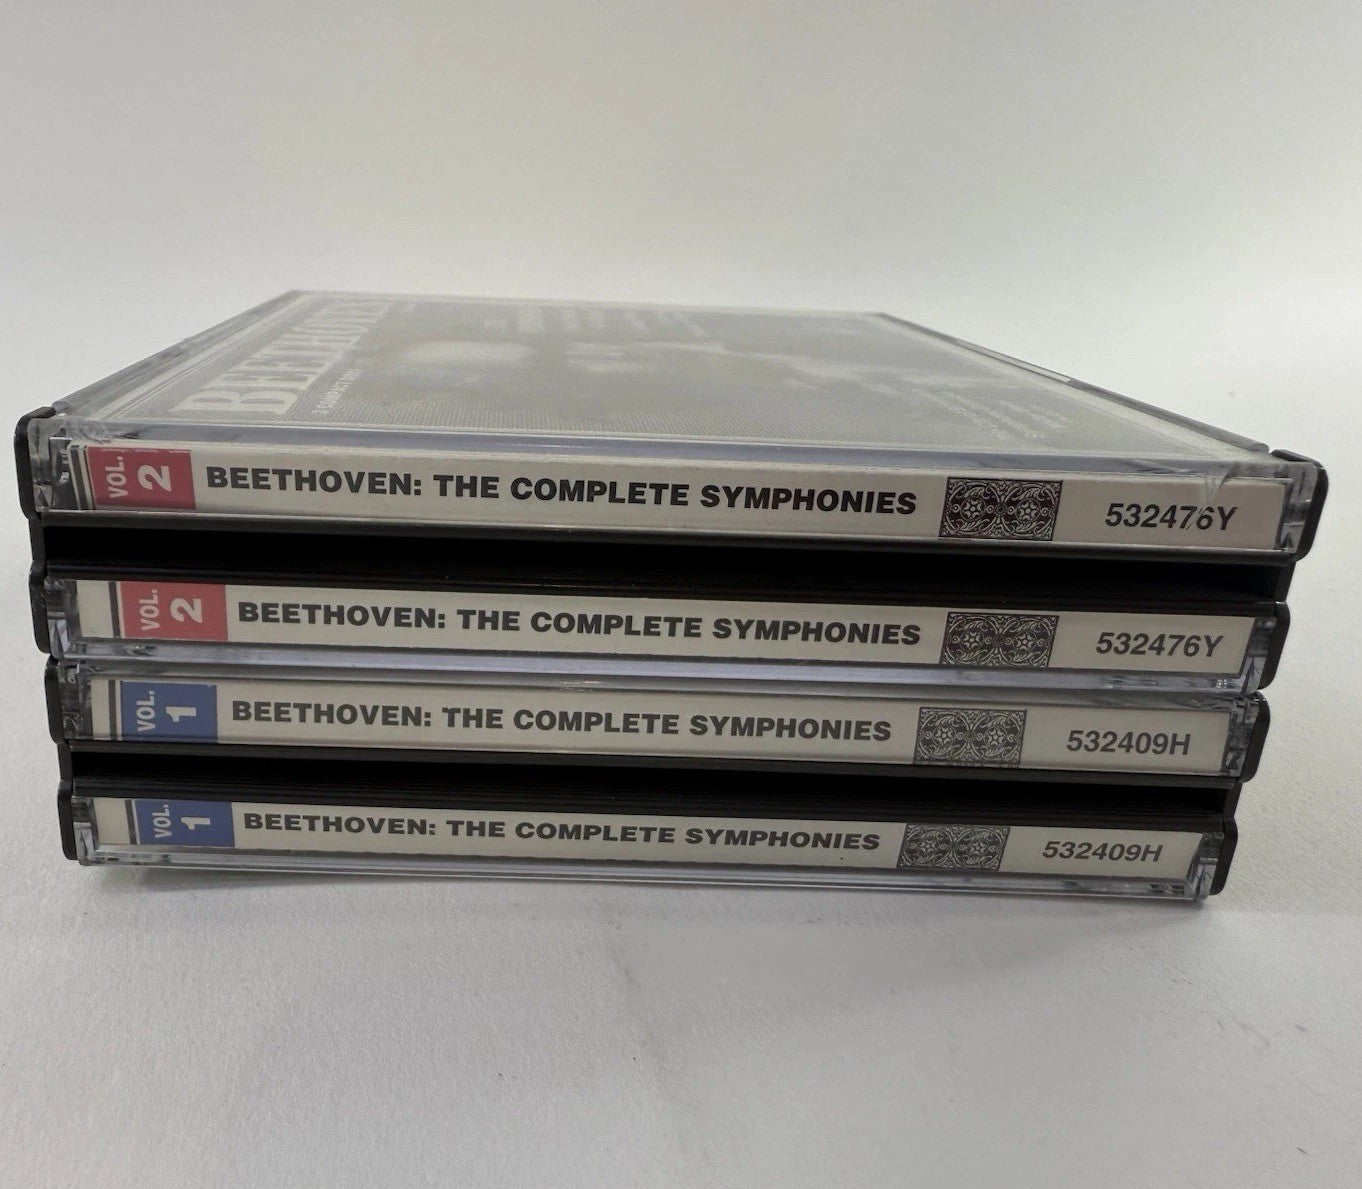 BEETHOVEN
VOL. 2 BEETHOVEN: THE COMPLETE SYMPHONIES 532476Y
VOL. 2 BEETHOVEN: THE COMPLETE SYMPHONIES 532476Y
VOL. 1 BEETHOVEN: THE COMPLETE SYMPHONIES 532409H
VOL. 1 BEETHOVEN: THE COMPLETE SYMPHONIES 532409H